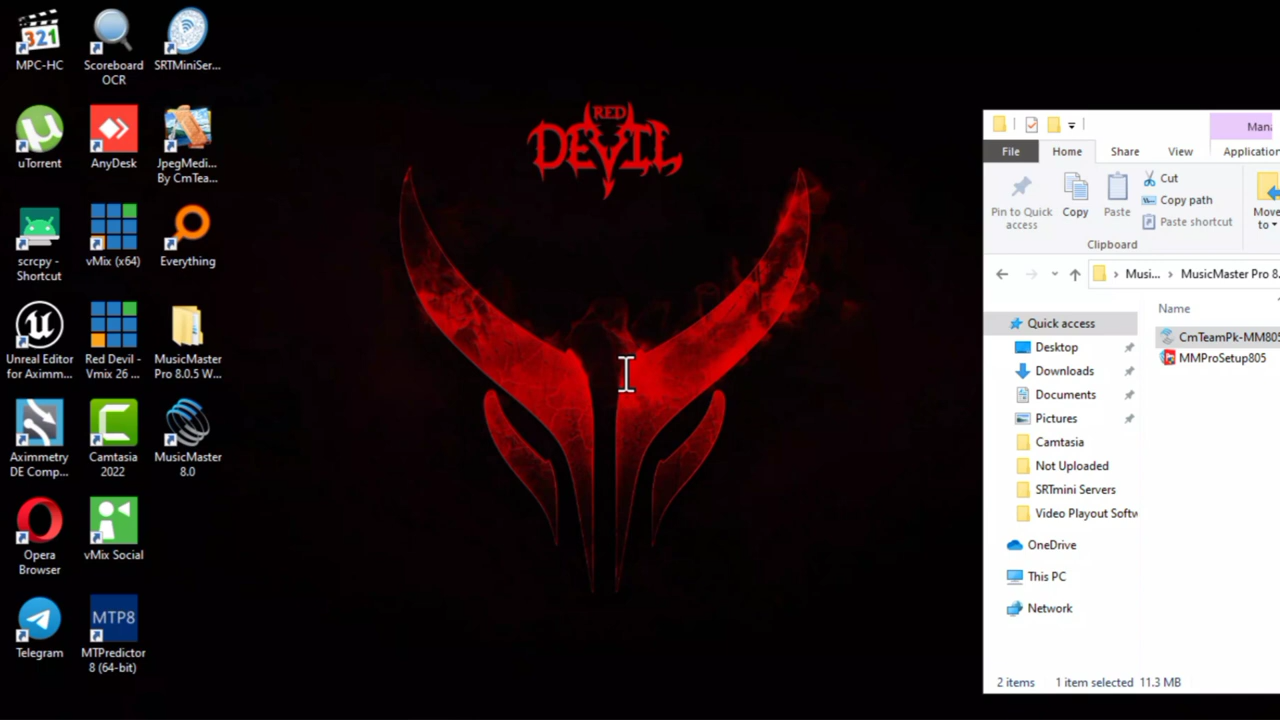 MPC-HC
Scoreboard
OCR
SRTMiniSer...
uTorrent
AnyDesk
JpegMedi...
By CmTea...
scrcpy -
Shortcut
vMix (x64)
Everything
Unreal Editor
for Aximm...
Red Devil -
Vmix 26 ...
MusicMaster
Pro 8.0.5 W...
Aximmetry
DE Comp...
Camtasia
2022
MusicMaster
8.0
Opera
Browser
vMix Social
Telegram
MTP8
MTPredictor
8 (64-bit)
321
RED
DEVIL
Mana
File
Home
Share
View
Application
Pin to Quick
access
Copy
Paste
Cut
Copy path
Paste shortcut
Move
to
Clipboard
Musi...
MusicMaster Pro 8.
Name
Quick access
Desktop
Downloads
Documents
Pictures
Camtasia
Not Uploaded
SRTmini Servers
Video Playout Softw
OneDrive
This PC
Network
CmTeamPk-MM805
MMProSetup805
2 items
1 item selected 11.3 MB